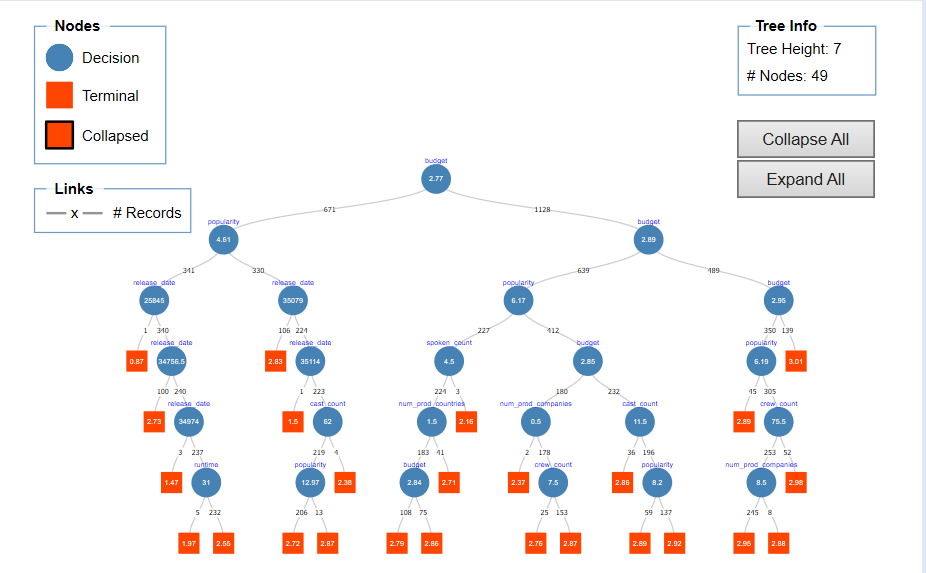 Nodes
Decision
Terminal
Collapsed
Links
x # Records
Tree Info
Tree Height: 7
# Nodes: 49
Collapse All
Expand All
budget
2.77
671 1128
popularity budget
4.61 2.89
341 330 639 489
release_date release_date popularity budget
25845 35079 6.17 2.95
1 340 106 224 227 412 350 139
release_date release_date spoken_count budget popularity
0.87 34756.5 2.83 35114 4.5 2.85 6.19 3.01
100 240 1 223 224 3 180 232 45 305
release_date cast_count num_prod_countries num_prod_companies cast_count crew_count
2.73 34974 1.5 62 1.5 2.16 0.5 11.5 2.89 75.5
3 237 219 4 183 41 2 178 36 196 253 52
runtime popularity budget crew_count popularity num_prod_companies
1.47 31 12.97 2.38 2.84 2.71 2.37 7.5 2.86 8.2 8.5 2.98
5 232 206 13 108 75 25 153 59 137 245 8
1.97 2.55 2.72 2.87 2.79 2.86 2.76 2.87 2.89 2.92 2.95 2.88